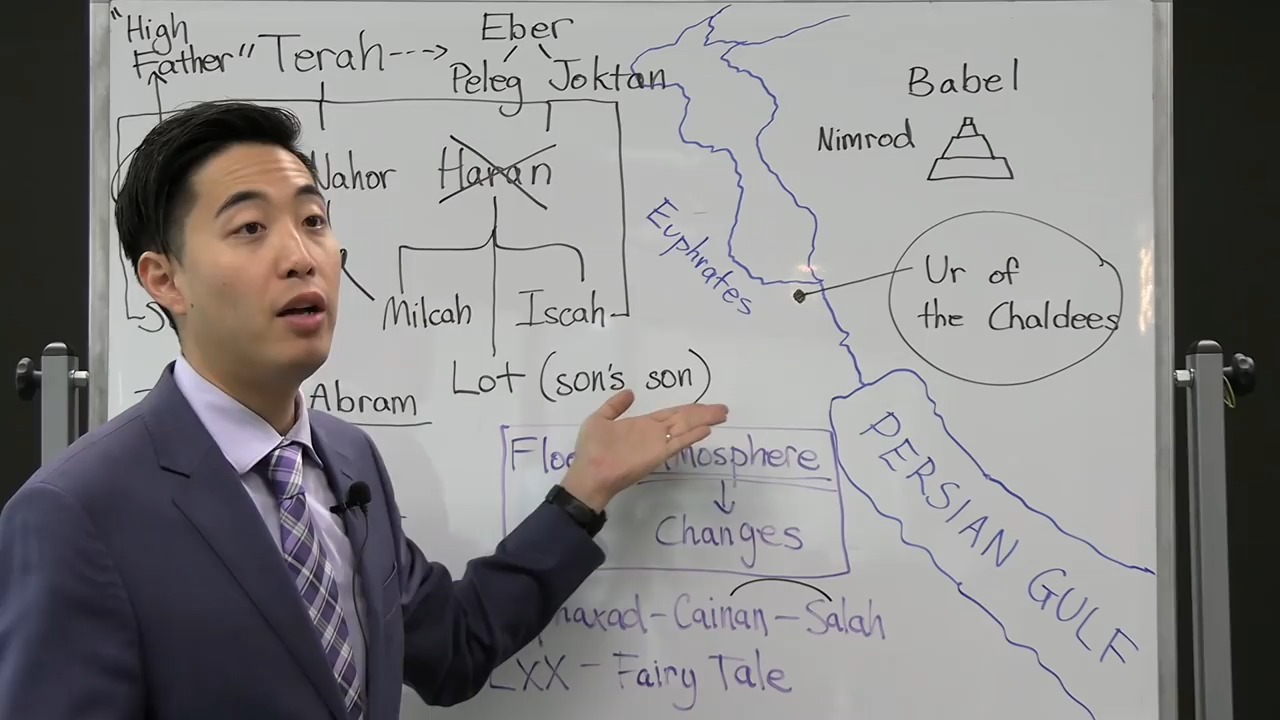 "High
Father" Terah
Eber
Peleg Joktan
Babel
Nimrod
Nahor Haran
Euphrates
Ur of
the Chaldees
Milcah Iscah
Lot (son's son)
Abram
Changes
PERSIAN GULF
Cainan - Salah
LXX - Fairy Tale